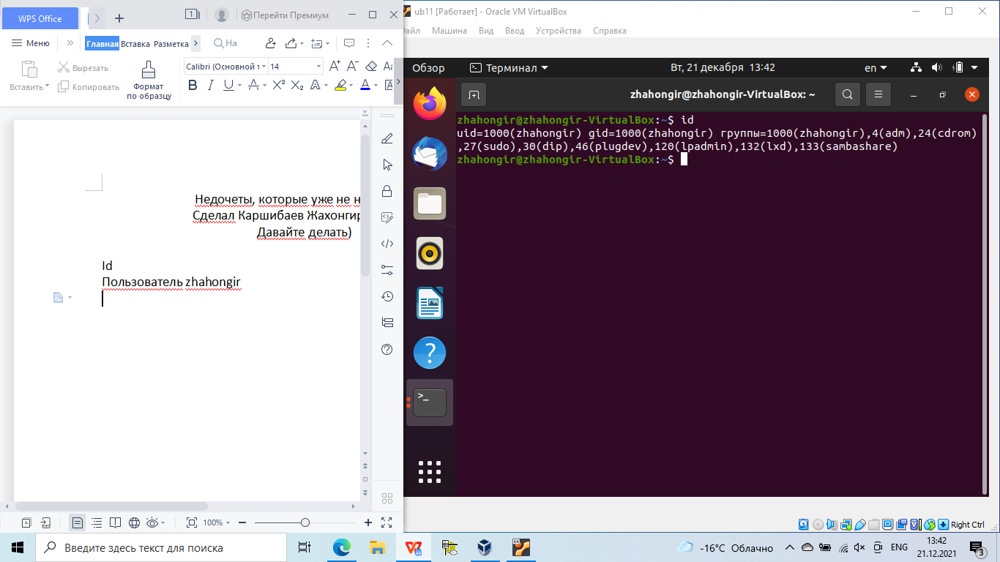 WPS Office
1
Перейти Премиум
Меню
Главная
Вставка
Разметка
На
Вставить
Вырезать
Копировать
Формат
по образцу
Calibri (Основной т
14
Недочеты, которые уже не н
Сделал Каршибаев Жахонгир
Давайте делать)
Id
Пользователь zhahongir
100%
ub11 [Работает] - Oracle VM VirtualBox
айл
Машина
Вид
Ввод
Устройства
Справка
Обзор
Терминал
Вт, 21 декабря 13:42
en
zhahongir@zhahongir-VirtualBox: ~
zhahongir@zhahongir-VirtualBox:~$ id
uid=1000(zhahongir) gid=1000(zhahongir) группы=1000(zhahongir),4(adm),24(cdrom)
,27(sudo),30(dip),46(plugdev),120(lpadmin),132(lxd),133(sambashare)
zhahongir@zhahongir-VirtualBox:~$
Right Ctrl
Введите здесь текст для поиска
-16°C Облачно
ENG
13:42
21.12.2021
3